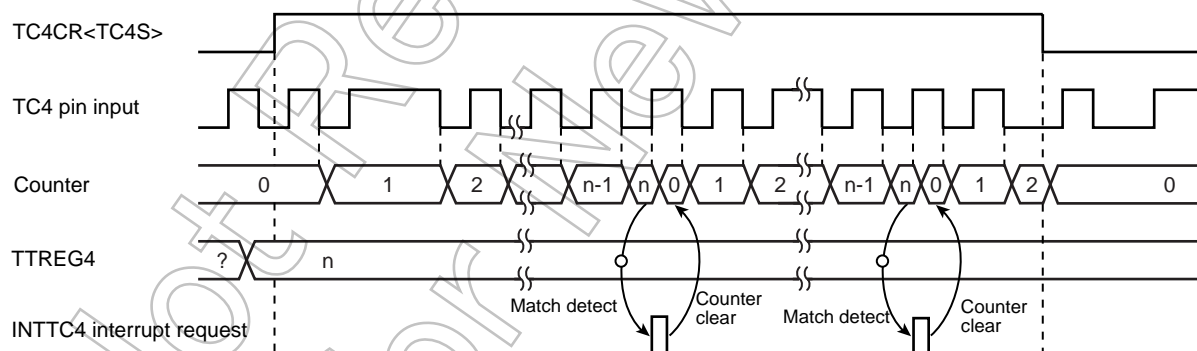 TC4CR<TC4S>
TC4 pin input
Counter 0 1 2 n-1 n 0 1 2 n-1 n 0 1 2 0
TTREG4 ? n
Match detect Counter clear Match detect Counter clear
INTTC4 interrupt request